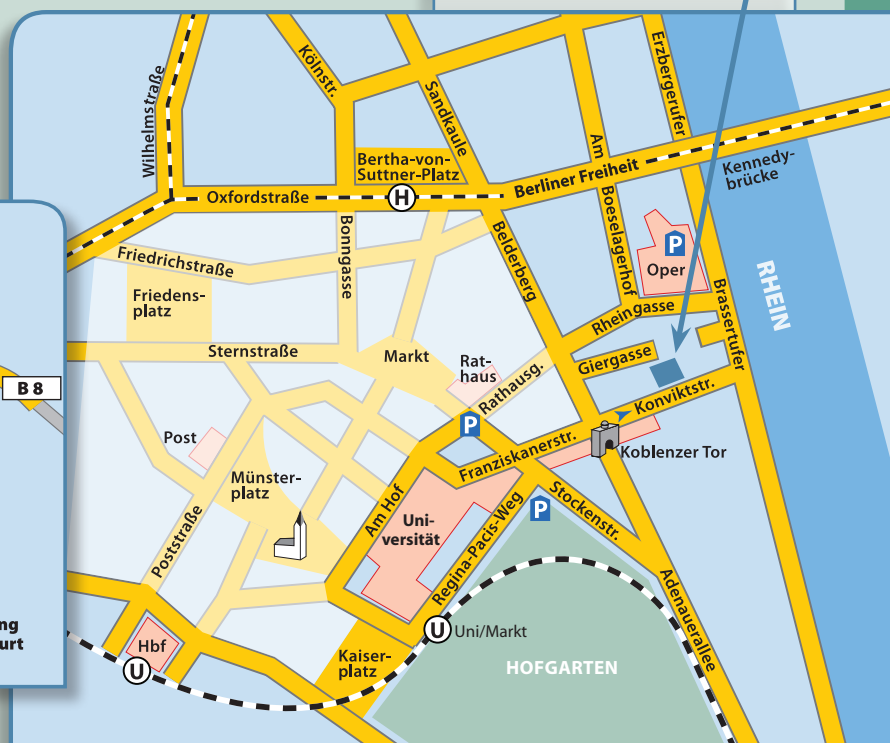 Wilhelmstraße
Kölnstr.
Sandkaule
Erzbergerufer
Am Boeselagerhof
Bertha-von-
Suttner-Platz
Kennedy-
brücke
Oxfordstraße
H
Berliner Freiheit
Friedrichstraße
Bonngasse
Belderberg
P
Oper
RHEIN
Friedens-
platz
Rheingasse
Brassertufer
Sternstraße
Markt
Rat-
haus
Giergasse
B 8
Rathausg.
Konviktstr.
P
Post
Franziskanerstr.
Koblenzer Tor
Münster-
platz
Am Hof
Uni-
versität
Stockenstr.
P
Poststraße
Regina-Pacis-Weg
Adenauerallee
ng
urt
Hbf
U
U
Uni/Markt
Kaiser-
platz
HOFGARTEN